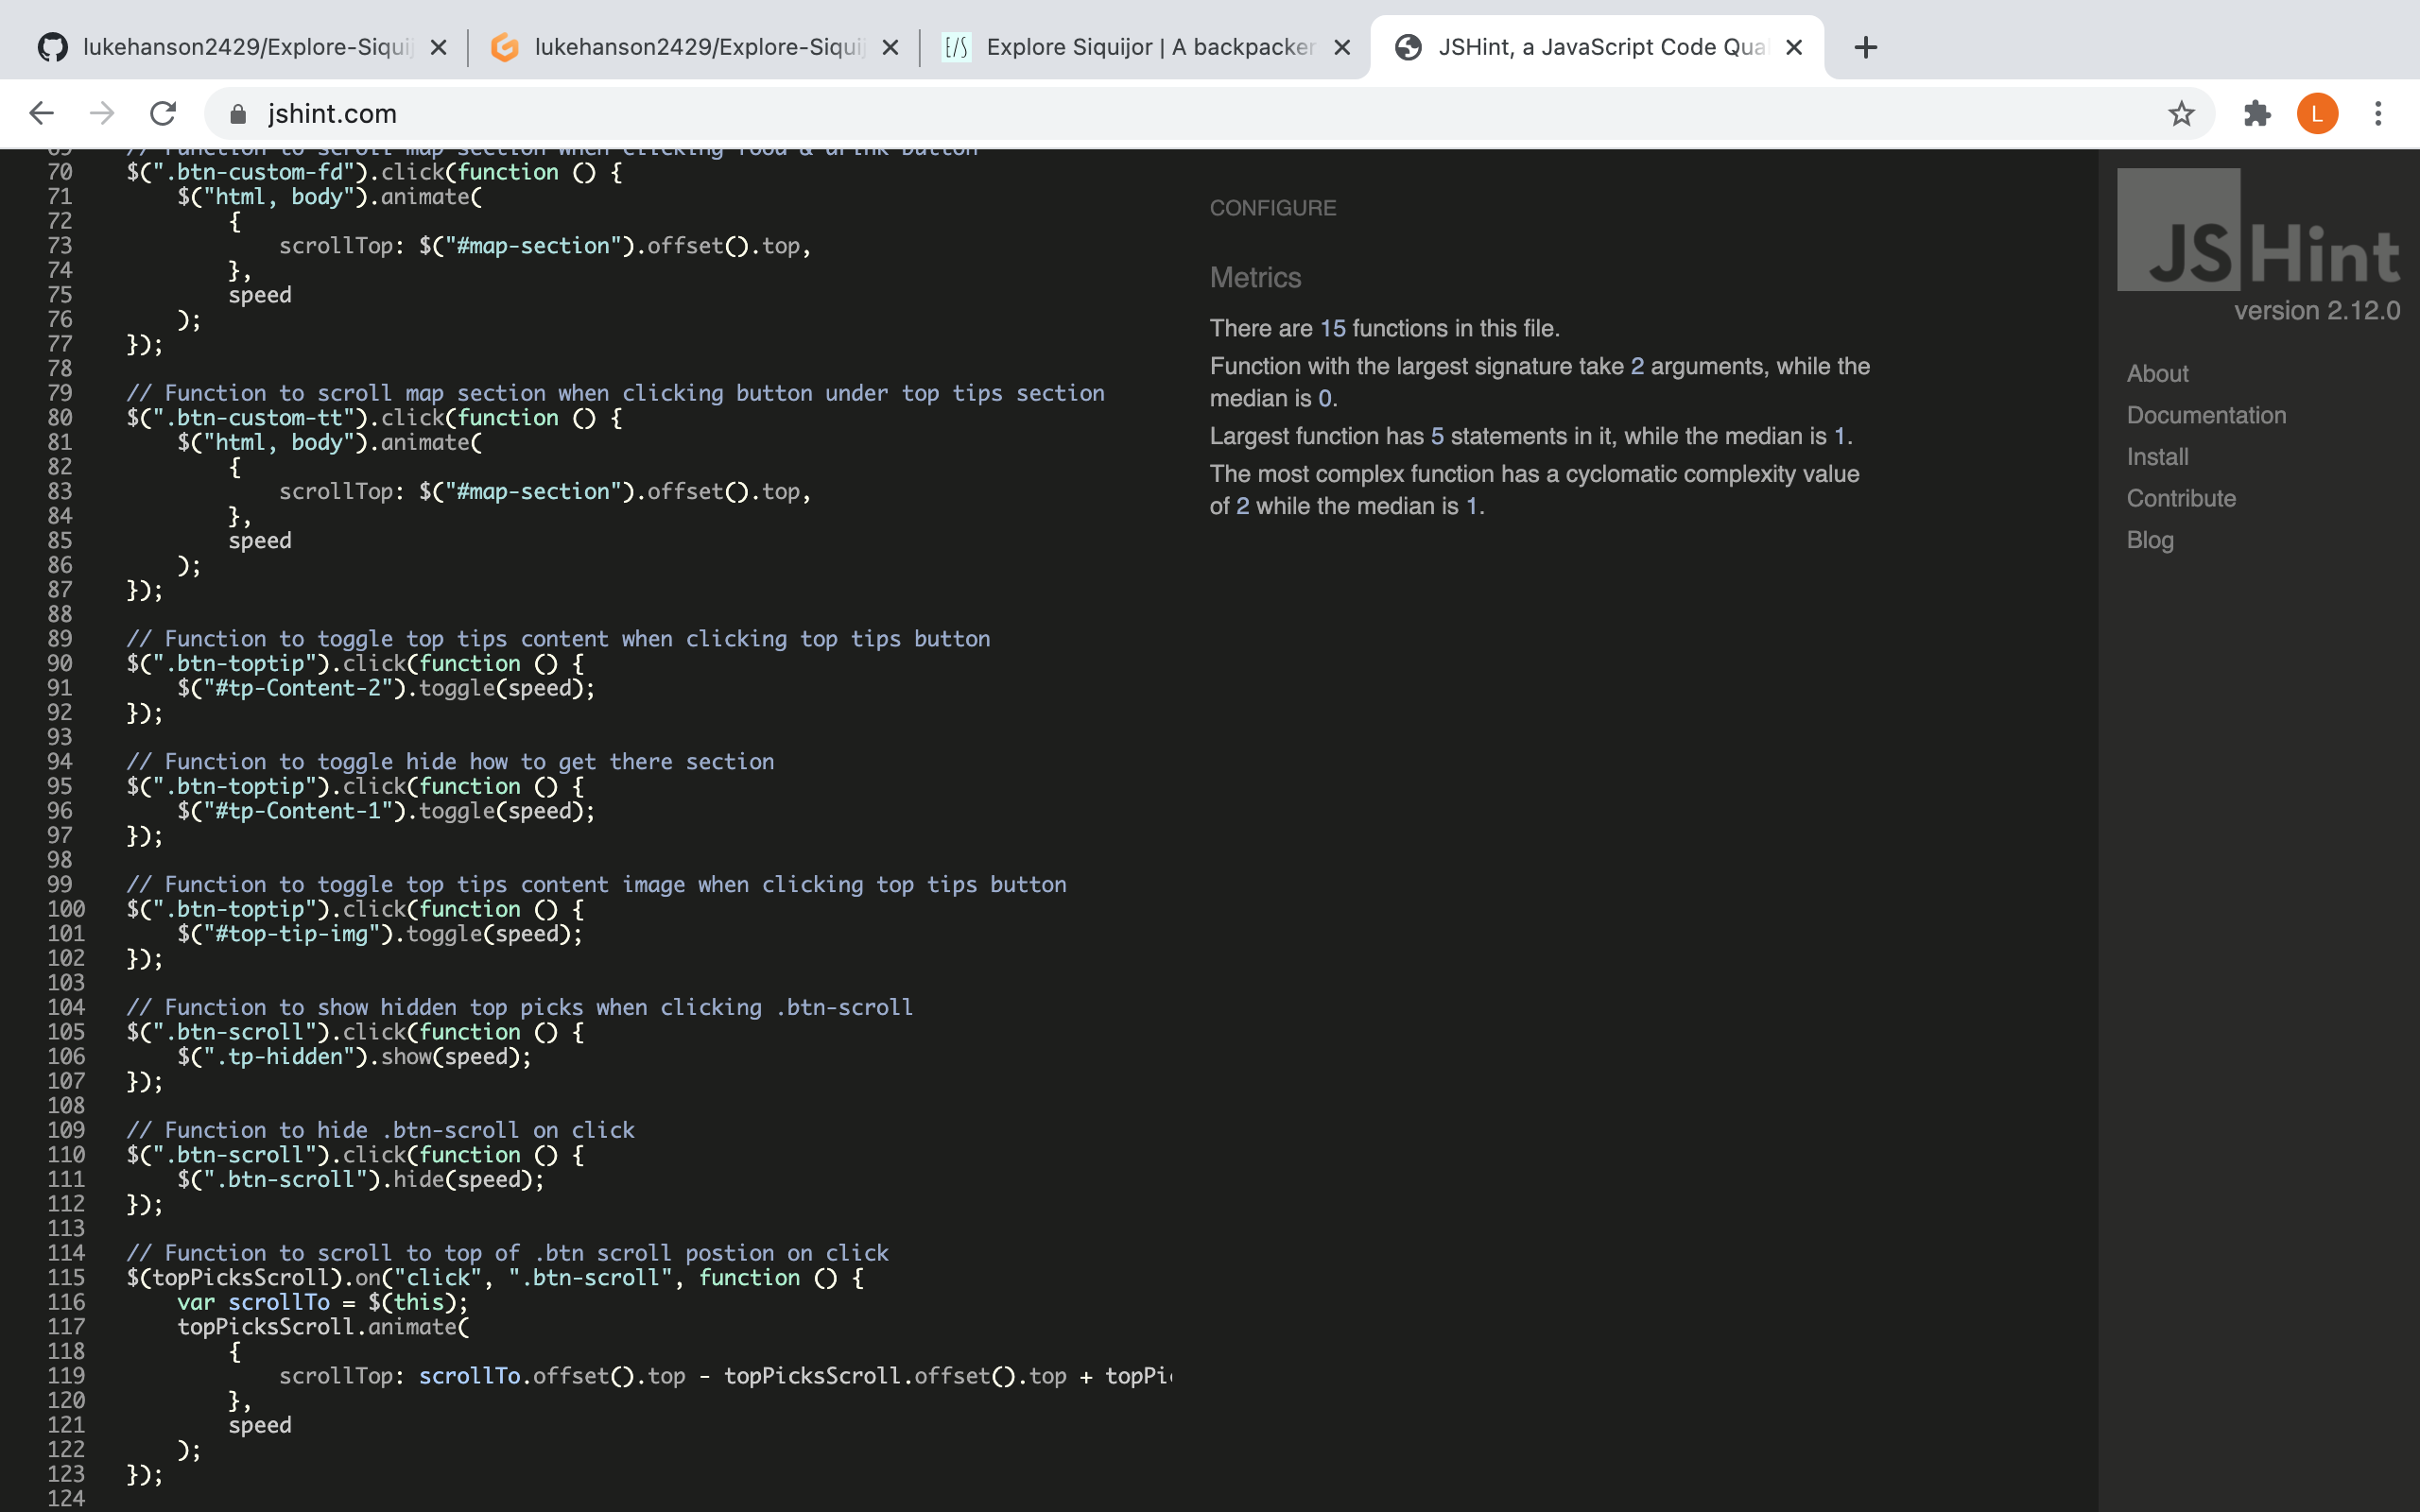 lukehanson2429/Explore-Siquij
lukehanson2429/Explore-Siquij
[E/S] Explore Siquijor | A backpacker
JSHint, a JavaScript Code Qua
jshint.com
L
69 // Function to scroll map section when clicking food & drink button
70 $(".btn-custom-fd").click(function () {
71 $("html, body").animate(
72 {
73 scrollTop: $("#map-section").offset().top,
74 },
75 speed
76 );
77 });
78
79 // Function to scroll map section when clicking button under top tips section
80 $(".btn-custom-tt").click(function () {
81 $("html, body").animate(
82 {
83 scrollTop: $("#map-section").offset().top,
84 },
85 speed
86 );
87 });
88
89 // Function to toggle top tips content when clicking top tips button
90 $(".btn-toptip").click(function () {
91 $("#tp-Content-2").toggle(speed);
92 });
93
94 // Function to toggle hide how to get there section
95 $(".btn-toptip").click(function () {
96 $("#tp-Content-1").toggle(speed);
97 });
98
99 // Function to toggle top tips content image when clicking top tips button
100 $(".btn-toptip").click(function () {
101 $("#top-tip-img").toggle(speed);
102 });
103
104 // Function to show hidden top picks when clicking .btn-scroll
105 $(".btn-scroll").click(function () {
106 $(".tp-hidden").show(speed);
107 });
108
109 // Function to hide .btn-scroll on click
110 $(".btn-scroll").click(function () {
111 $(".btn-scroll").hide(speed);
112 });
113
114 // Function to scroll to top of .btn scroll postion on click
115 $(topPicksScroll).on("click", ".btn-scroll", function () {
116 var scrollTo = $(this);
117 topPicksScroll.animate(
118 {
119 scrollTop: scrollTo.offset().top - topPicksScroll.offset().top + topPi
120 },
121 speed
122 );
123 });
124
CONFIGURE
Metrics
There are 15 functions in this file.
Function with the largest signature take 2 arguments, while the
median is 0.
Largest function has 5 statements in it, while the median is 1.
The most complex function has a cyclomatic complexity value
of 2 while the median is 1.
JSHint
version 2.12.0
About
Documentation
Install
Contribute
Blog